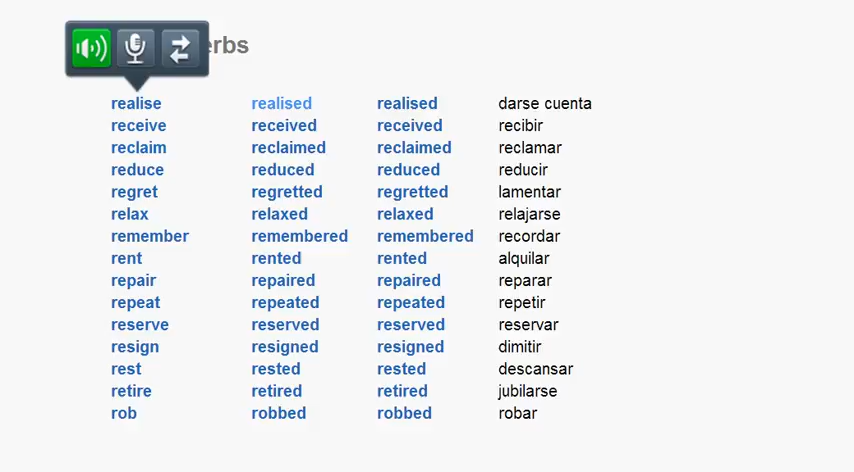 erbs
realise realised realised darse cuenta
receive received received recibir
reclaim reclaimed reclaimed reclamar
reduce reduced reduced reducir
regret regretted regretted lamentar
relax relaxed relaxed relajarse
remember remembered remembered recordar
rent rented rented alquilar
repair repaired repaired reparar
repeat repeated repeated repetir
reserve reserved reserved reservar
resign resigned resigned dimitir
rest rested rested descansar
retire retired retired jubilarse
rob robbed robbed robar